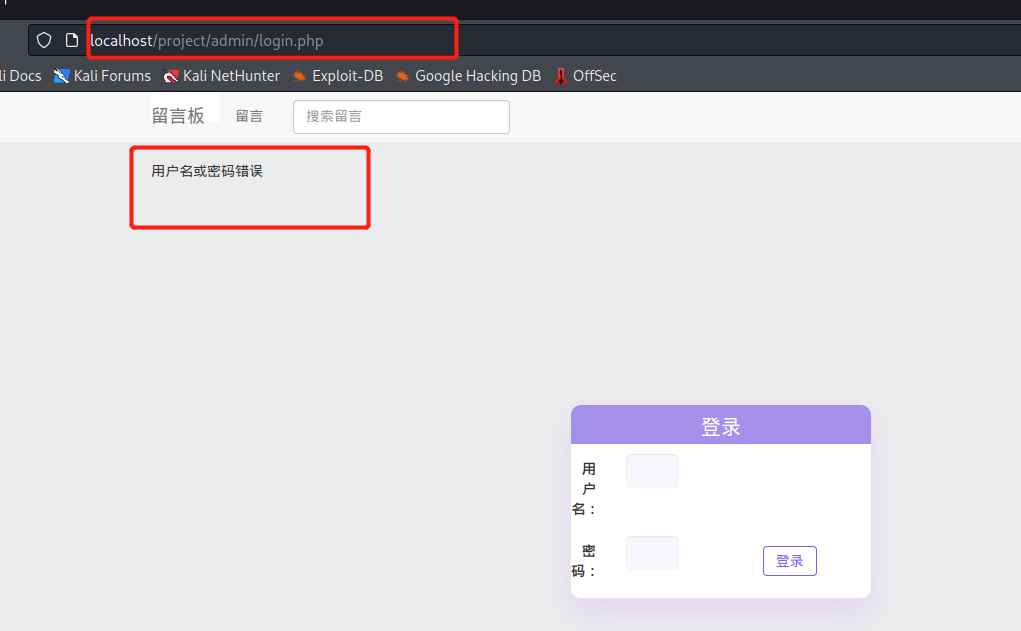 localhost/project/admin/login.php
li Docs Kali Forums Kali NetHunter Exploit-DB Google Hacking DB OffSec
留言板 留言 搜索留言
用户名或密码错误
登录
用
户
名：
密
码：
登录